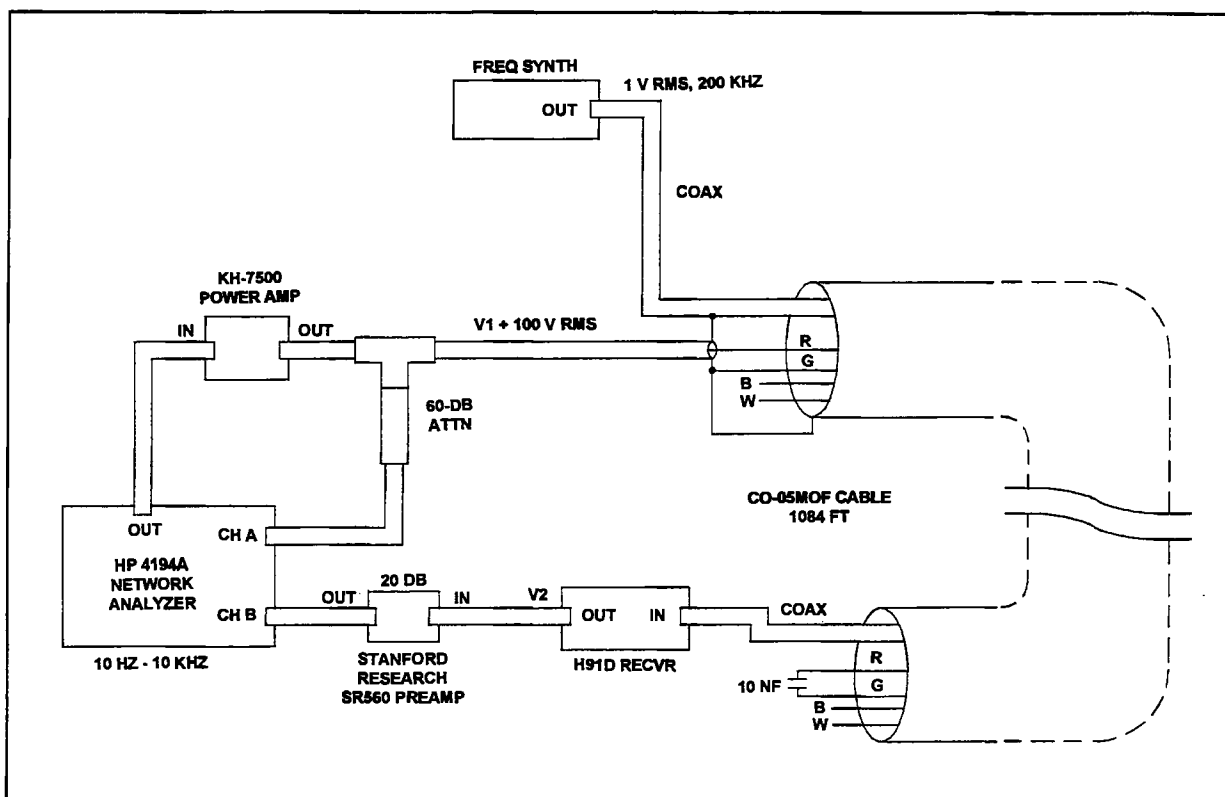 FREQ SYNTH
OUT
1 V RMS, 200 KHZ
COAX
KH-7500
POWER AMP
IN
OUT
V1 + 100 V RMS
R
G
B
W
60-DB
ATTN
CO-05MOF CABLE
1084 FT
OUT
CH A
HP 4194A
NETWORK
ANALYZER
CH B
10 HZ - 10 KHZ
20 DB
OUT
IN
STANFORD
RESEARCH
SR560 PREAMP
V2
OUT
IN
H91D RECVR
COAX
R
G
10 NF
B
W